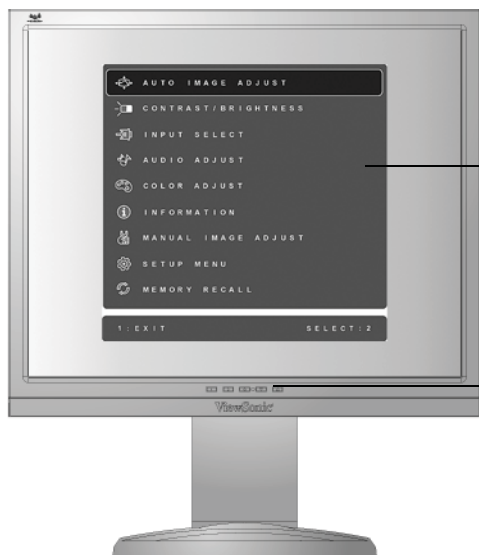 AUTO IMAGE ADJUST
CONTRAST/BRIGHTNESS
INPUT SELECT
AUDIO ADJUST
COLOR ADJUST
INFORMATION
MANUAL IMAGE ADJUST
SETUP MENU
MEMORY RECALL
1:EXIT SELECT:2
ViewSonic